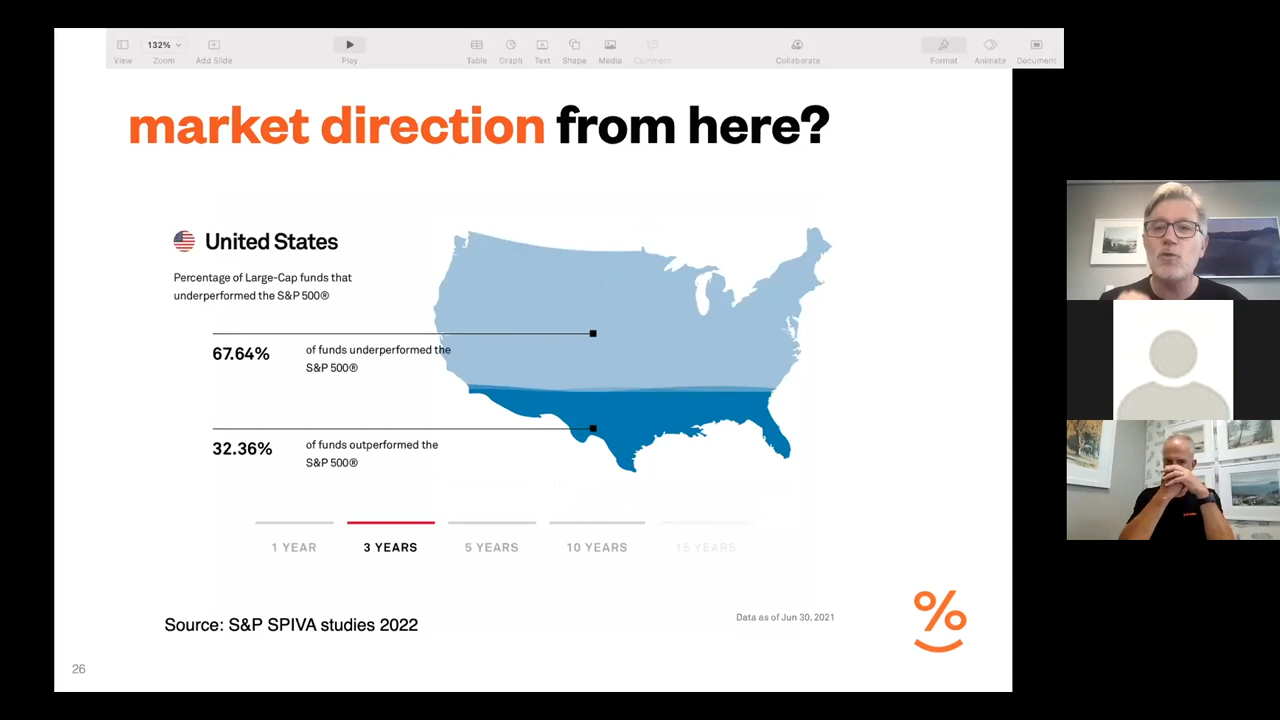 132%
View
Zoom
Add Slide
Play
Table
Graph
Text
Shape
Media
Comment
Collaborate
Format
Animate
Document
market direction from here?
United States
Percentage of Large-Cap funds that
underperformed the S&P 500®
67.64%
of funds underperformed the
S&P 500®
32.36%
of funds outperformed the
S&P 500®
1 YEAR
3 YEARS
5 YEARS
10 YEARS
15 YEARS
Data as of Jun 30, 2021
Source: S&P SPIVA studies 2022
%
26